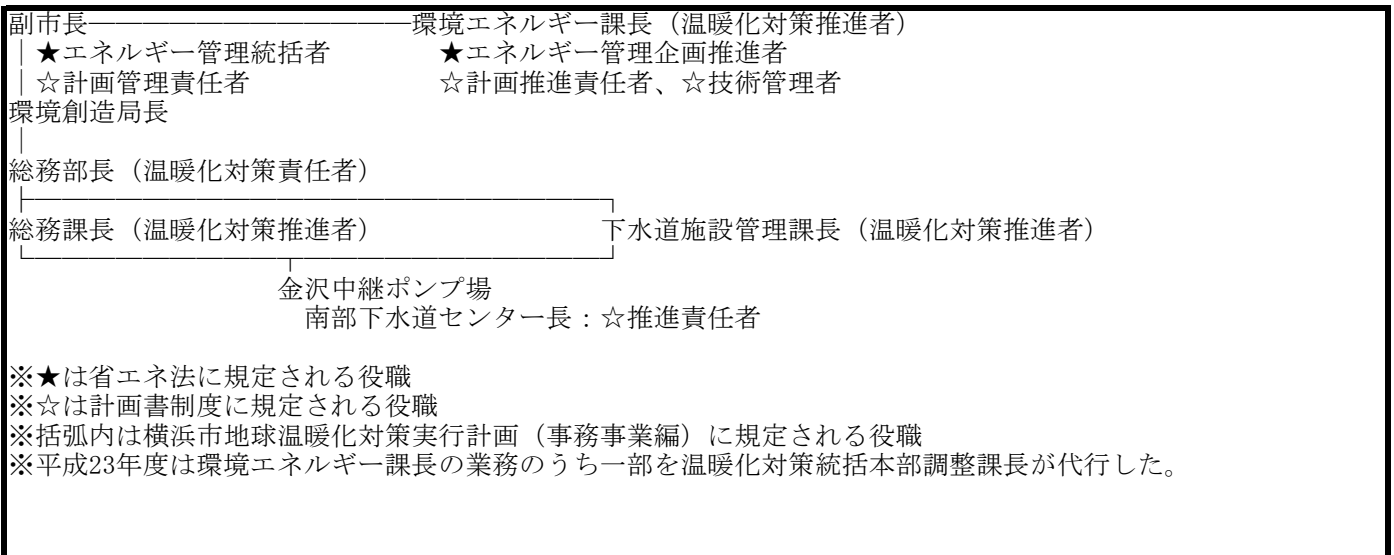 副市長――――――――――――環境エネルギー課長（温暖化対策推進者）
｜★エネルギー管理統括者　　　　★エネルギー管理企画推進者
｜☆計画管理責任者　　　　　　　☆計画推進責任者、☆技術管理者
環境創造局長
｜
総務部長（温暖化対策責任者）
├――――――――――――――――――――――┐
総務課長（温暖化対策推進者）　　　　　　　　　下水道施設管理課長（温暖化対策推進者）
└――――――――――┬―――――――――――┘
金沢中継ポンプ場
南部下水道センター長：☆推進責任者
※★は省エネ法に規定される役職
※☆は計画書制度に規定される役職
※括弧内は横浜市地球温暖化対策実行計画（事務事業編）に規定される役職
※平成23年度は環境エネルギー課長の業務のうち一部を温暖化対策統括本部調整課長が代行した。